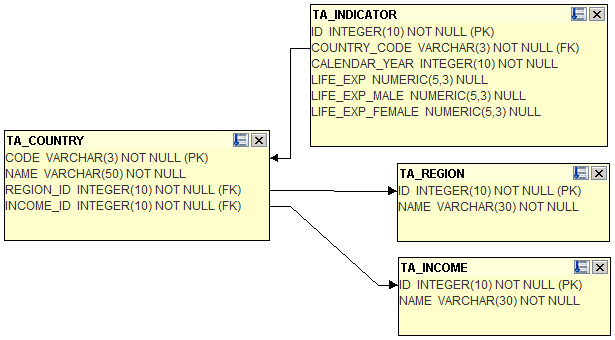 TA_INDICATOR
ID INTEGER(10) NOT NULL (PK)
COUNTRY_CODE VARCHAR(3) NOT NULL (FK)
CALENDAR_YEAR INTEGER(10) NOT NULL
LIFE_EXP NUMERIC(5,3) NULL
LIFE_EXP_MALE NUMERIC(5,3) NULL
LIFE_EXP_FEMALE NUMERIC(5,3) NULL
TA_COUNTRY
CODE VARCHAR(3) NOT NULL (PK)
NAME VARCHAR(50) NOT NULL
REGION_ID INTEGER(10) NOT NULL (FK)
INCOME_ID INTEGER(10) NOT NULL (FK)
TA_REGION
ID INTEGER(10) NOT NULL (PK)
NAME VARCHAR(30) NOT NULL
TA_INCOME
ID INTEGER(10) NOT NULL (PK)
NAME VARCHAR(30) NOT NULL